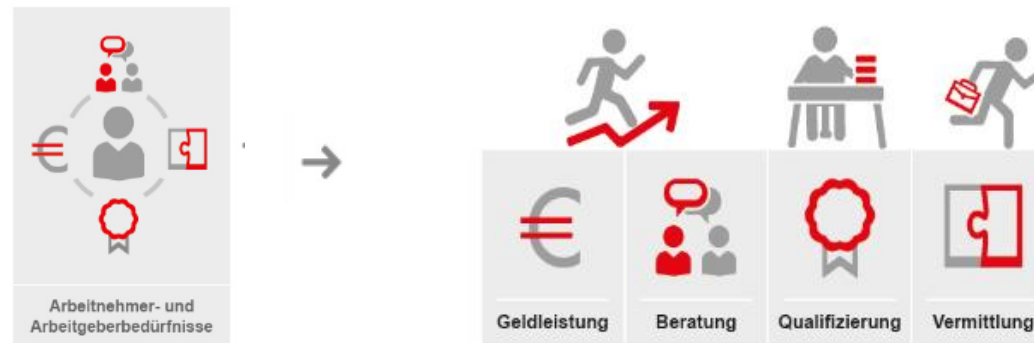 Arbeitnehmer- und
Arbeitgeberbedürfnisse
Geldleistung
Beratung
Qualifizierung
Vermittlung